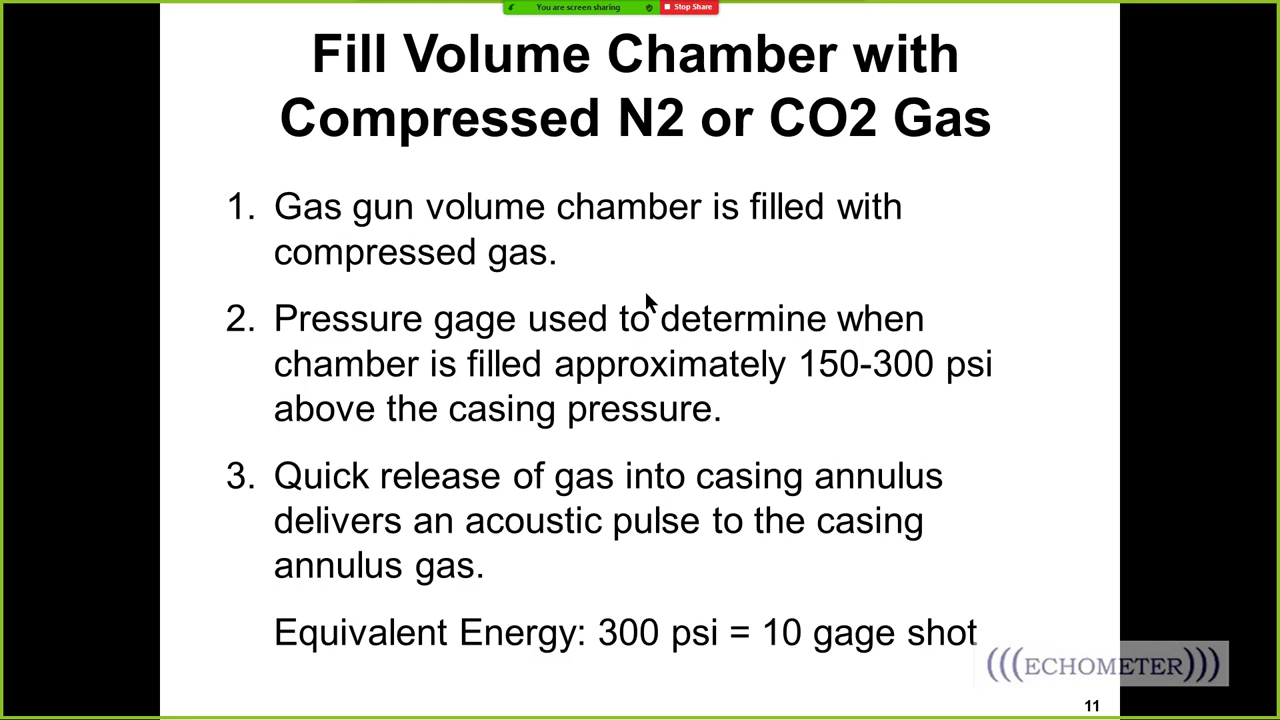 You are screen sharing
Stop Share
Fill Volume Chamber with
Compressed N2 or CO2 Gas
1. Gas gun volume chamber is filled with
compressed gas.
2. Pressure gage used to determine when
chamber is filled approximately 150-300 psi
above the casing pressure.
3. Quick release of gas into casing annulus
delivers an acoustic pulse to the casing
annulus gas.
Equivalent Energy: 300 psi = 10 gage shot
(((ECHOMETER)))
11